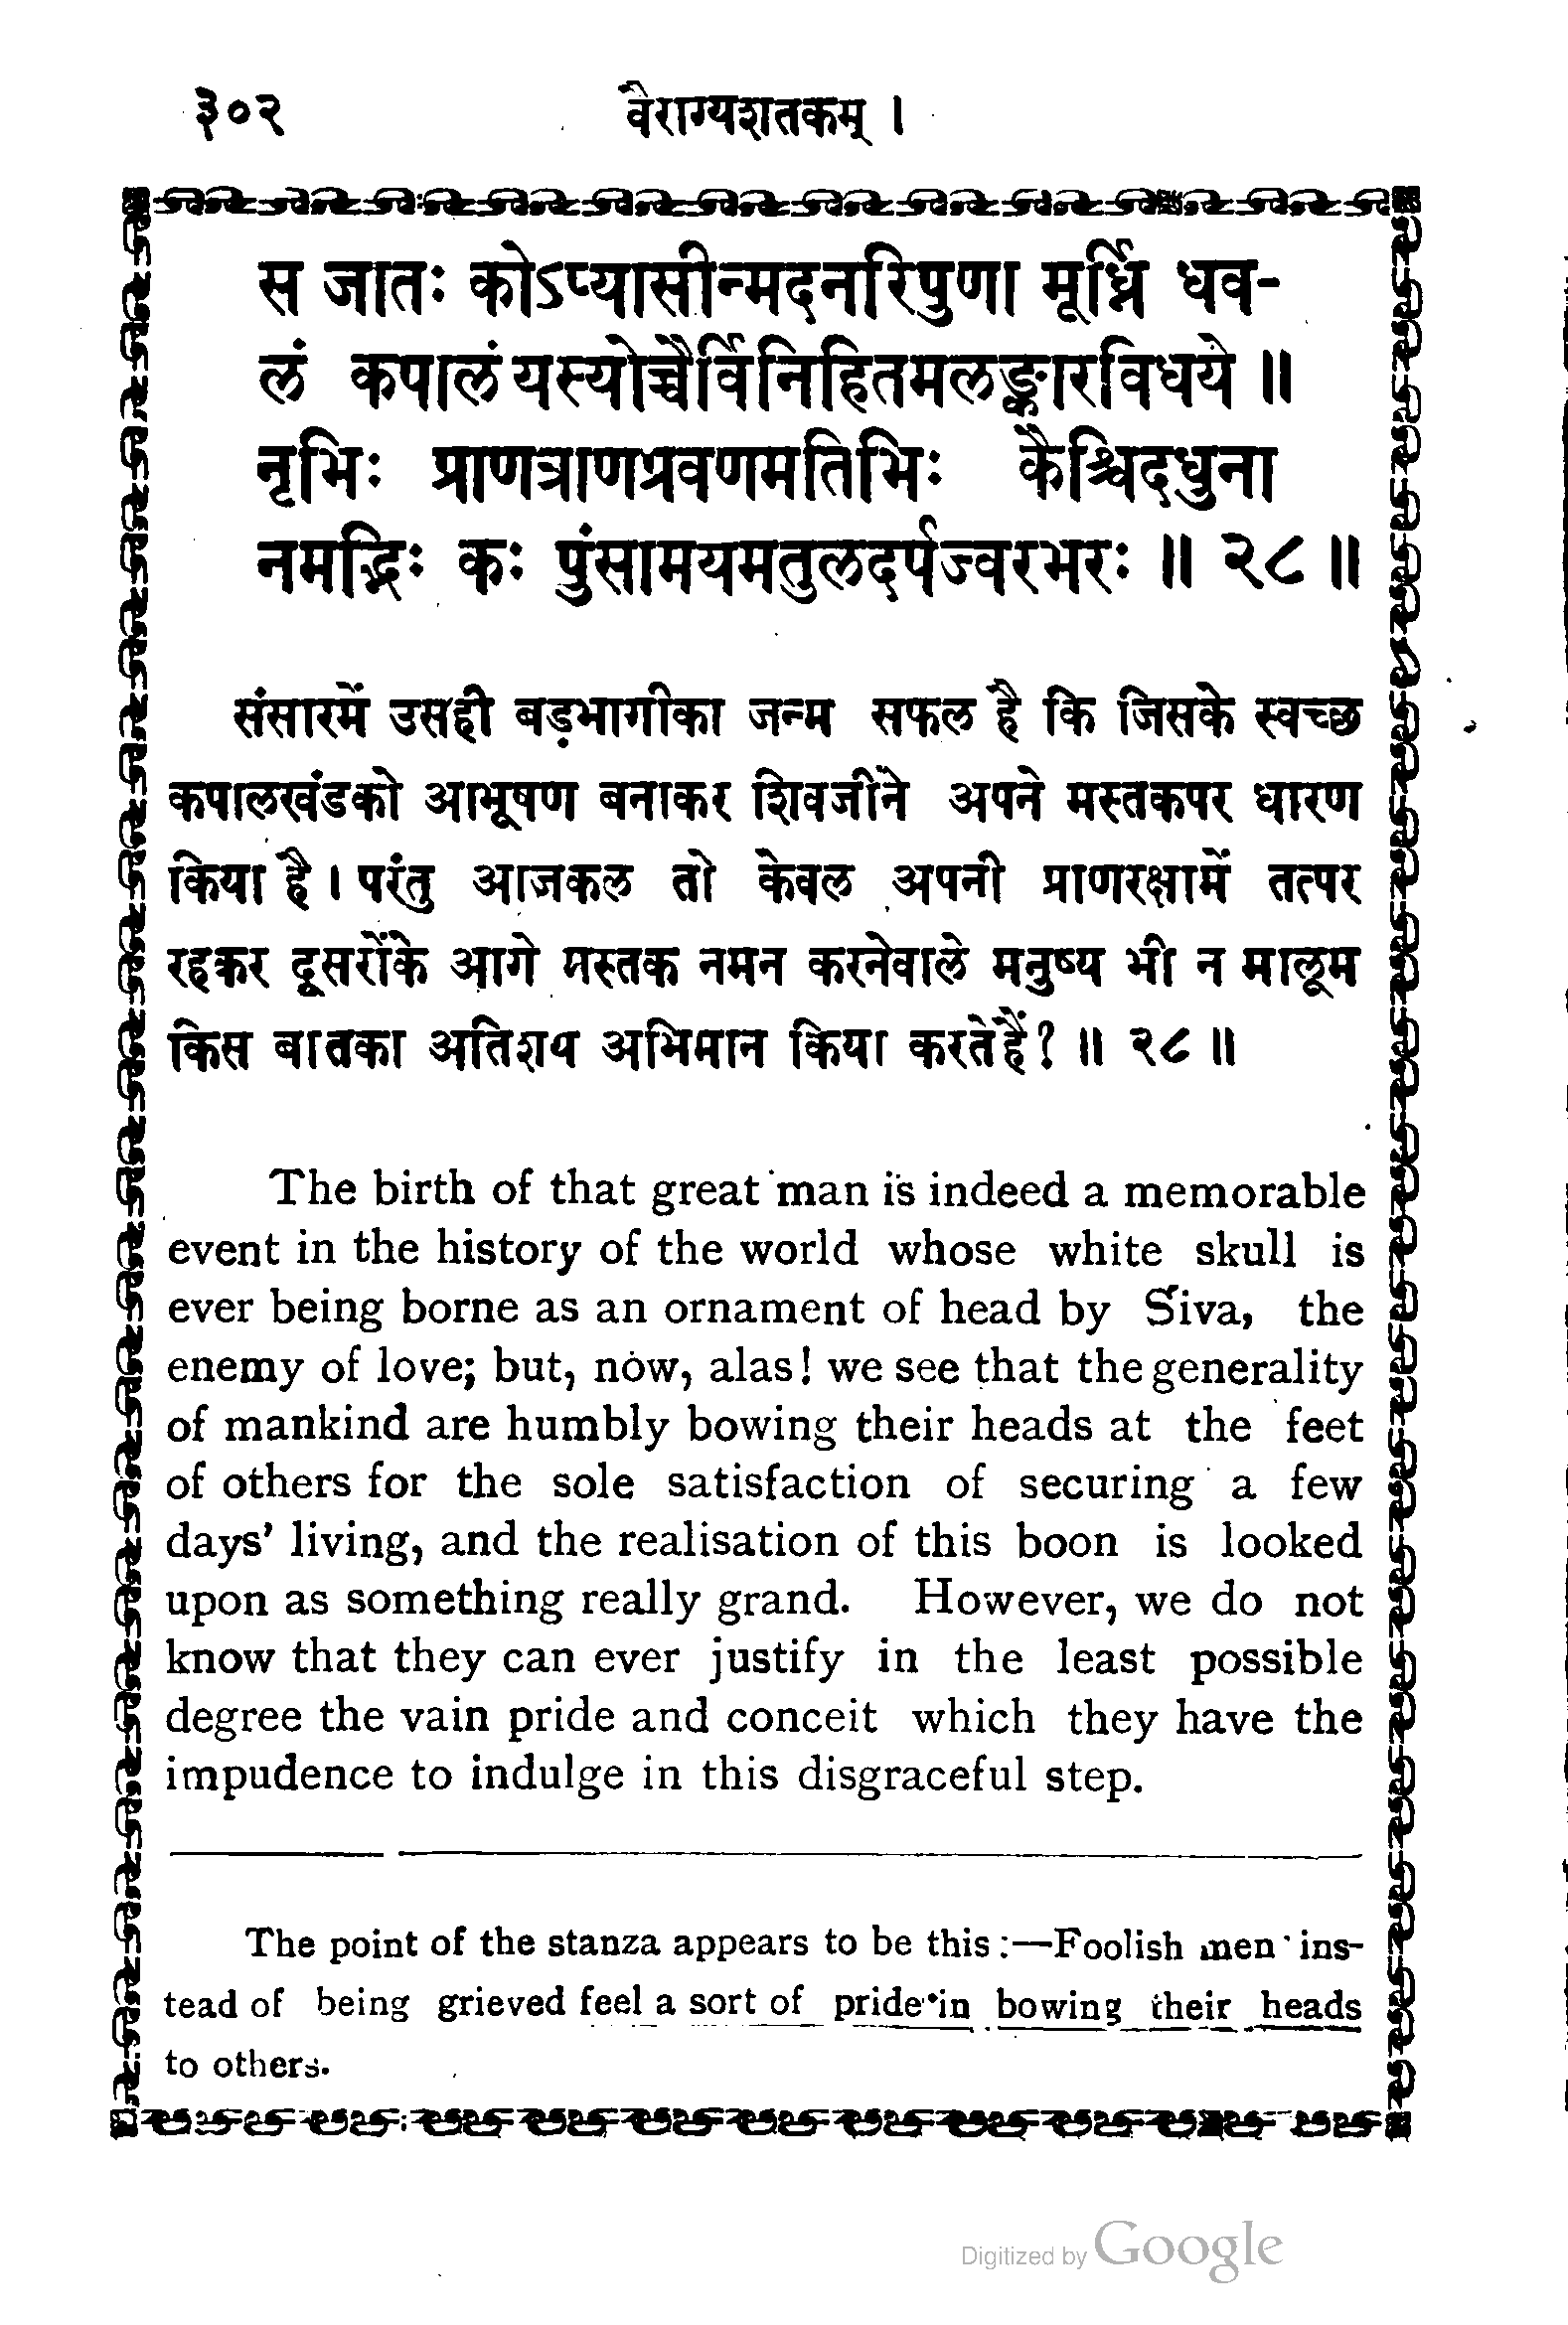 ३०२ वैराग्यशतकम् ।
स जातः कोऽप्यासीन्मदनरिपुणा मूर्ध्नि धव-
लं कपालं यस्योच्चैर्विनिहितमलङ्कारविधये ॥
नृभिः प्राणत्राणप्रवणमतिभिः कैश्चिदधुना
नमद्भिः कः पुंसामयमतुलदर्पज्वरभरः ॥ २८ ॥
संसारमें उसही बड़भागीका जन्म सफल है कि जिसके स्वच्छ
कपालखंडको आभूषण बनाकर शिवजीने अपने मस्तकपर धारण
किया है । परंतु आजकल तो केवल अपनी प्राणरक्षामें तत्पर
रहकर दूसरोंके आगे मस्तक नमन करनेवाले मनुष्य भी न मालूम
किस बातका अतिशय अभिमान किया करतेहैं? ॥ २८ ॥
The birth of that great man is indeed a memorable
event in the history of the world whose white skull is
ever being borne as an ornament of head by Śiva, the
enemy of love; but, now, alas! we see that the generality
of mankind are humbly bowing their heads at the feet
of others for the sole satisfaction of securing a few
days' living, and the realisation of this boon is looked
upon as something really grand. However, we do not
know that they can ever justify in the least possible
degree the vain pride and conceit which they have the
impudence to indulge in this disgraceful step.
The point of the stanza appears to be this :—Foolish men ins-
tead of being grieved feel a sort of pride in bowing their heads
to others.
Digitized by Google